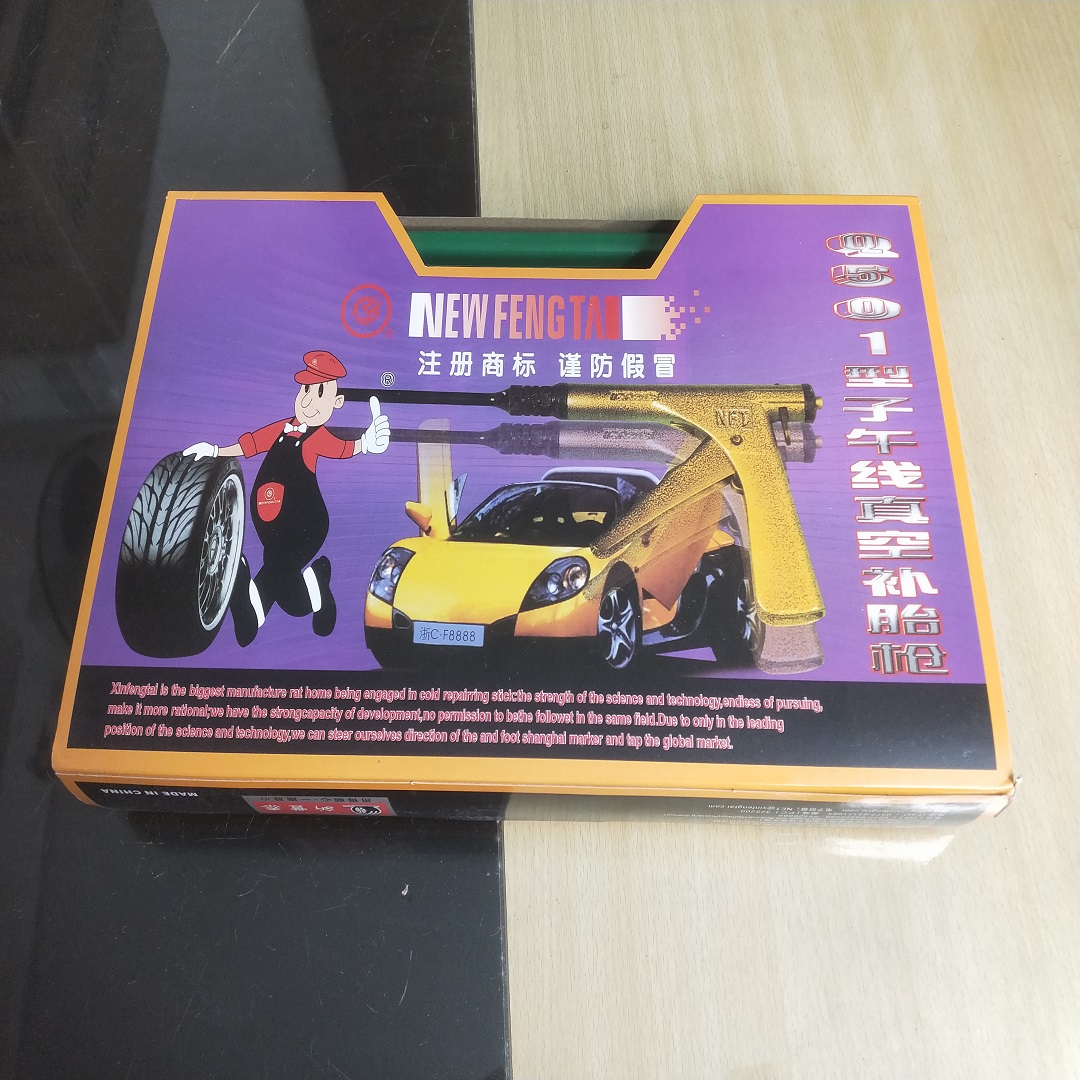 NEW FENG TAI
注册商标 谨防假冒
®
NFT
Q501型子午线真空补胎枪
浙C·F8888
Xinfengtal is the biggest manufacture rat home being engaged in cold repairring stick:the strength of the science and technology,endless of pursuing,
make it more rational;we have the strongcapacity of development,no permission to bethe followet in the same field.Due to only in the leading
position of the science and technology,we can steer ourselves direction of the and foot shanghai marker and tap the global market.
MADE IN CHINA